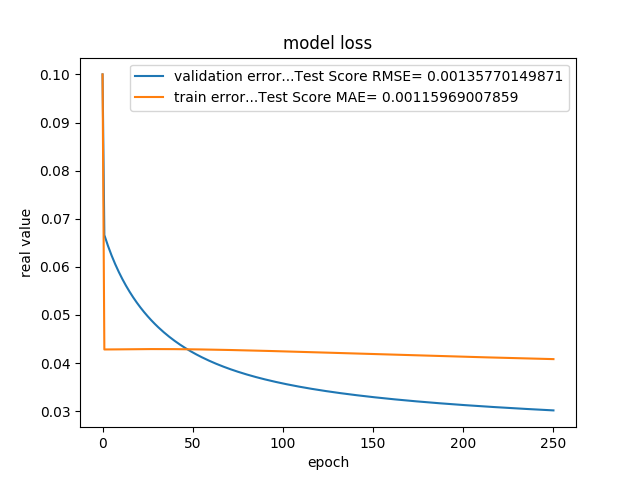 model loss
validation error...Test Score RMSE= 0.00135770149871
train error...Test Score MAE= 0.00115969007859
0.10
0.09
0.08
0.07
0.06
0.05
0.04
0.03
real value
0 50 100 150 200 250
epoch